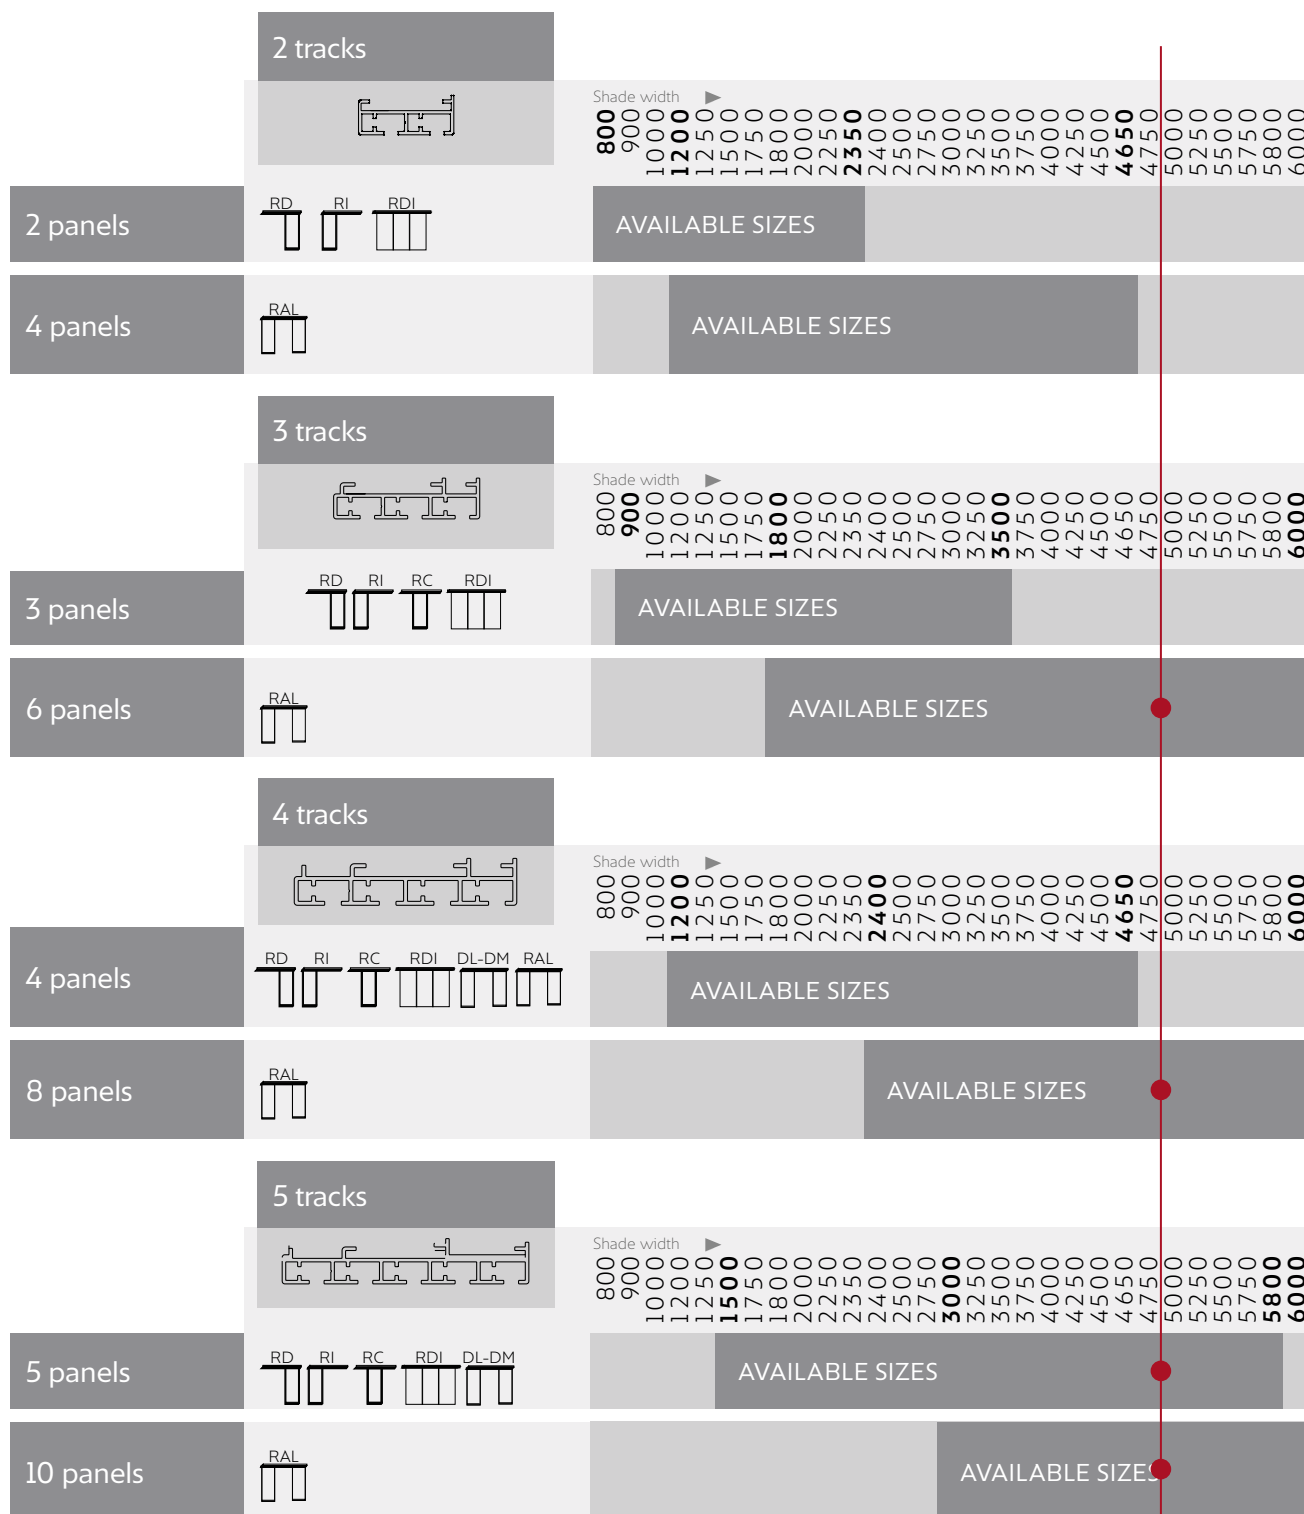 2 tracks
Shade width
800 900 1000 1200 1250 1500 1750 1800 2000 2250 2350 2400 2500 2750 3000 3250 3500 3750 4000 4250 4500 4650 4750 5000 5250 5500 5750 5800 6000
2 panels
RD RI RDI
AVAILABLE SIZES
4 panels
RAL
AVAILABLE SIZES
3 tracks
Shade width
800 900 1000 1200 1250 1500 1750 1800 2000 2250 2350 2400 2500 2750 3000 3250 3500 3750 4000 4250 4500 4650 4750 5000 5250 5500 5750 5800 6000
3 panels
RD RI RC RDI
AVAILABLE SIZES
6 panels
RAL
AVAILABLE SIZES
4 tracks
Shade width
800 900 1000 1200 1250 1500 1750 1800 2000 2250 2350 2400 2500 2750 3000 3250 3500 3750 4000 4250 4500 4650 4750 5000 5250 5500 5750 5800 6000
4 panels
RD RI RC RDI DL-DM RAL
AVAILABLE SIZES
8 panels
RAL
AVAILABLE SIZES
5 tracks
Shade width
800 900 1000 1200 1250 1500 1750 1800 2000 2250 2350 2400 2500 2750 3000 3250 3500 3750 4000 4250 4500 4650 4750 5000 5250 5500 5750 5800 6000
5 panels
RD RI RC RDI DL-DM
AVAILABLE SIZES
10 panels
RAL
AVAILABLE SIZES